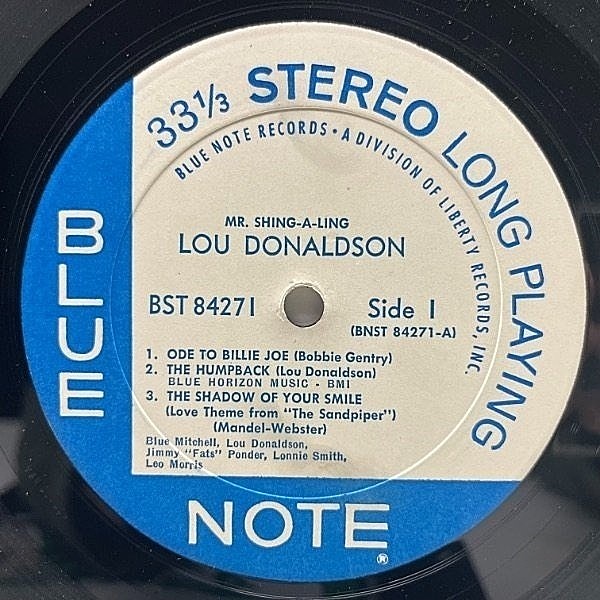 33⅓ STEREO LONG PLAYING
BLUE NOTE RECORDS • A DIVISION OF LIBERTY RECORDS, INC.
MR. SHING-A-LING
LOU DONALDSON
BST 84271 Side 1
(BNST 84271-A)
1. ODE TO BILLIE JOE (Bobbie Gentry)
2. THE HUMPBACK (Lou Donaldson)
BLUE HORIZON MUSIC - BMI
3. THE SHADOW OF YOUR SMILE
(Love Theme from "The Sandpiper")
(Mandel-Webster)
Blue Mitchell, Lou Donaldson,
Jimmy "Fats" Ponder, Lonnie Smith,
Leo Morris
BLUE
NOTE®